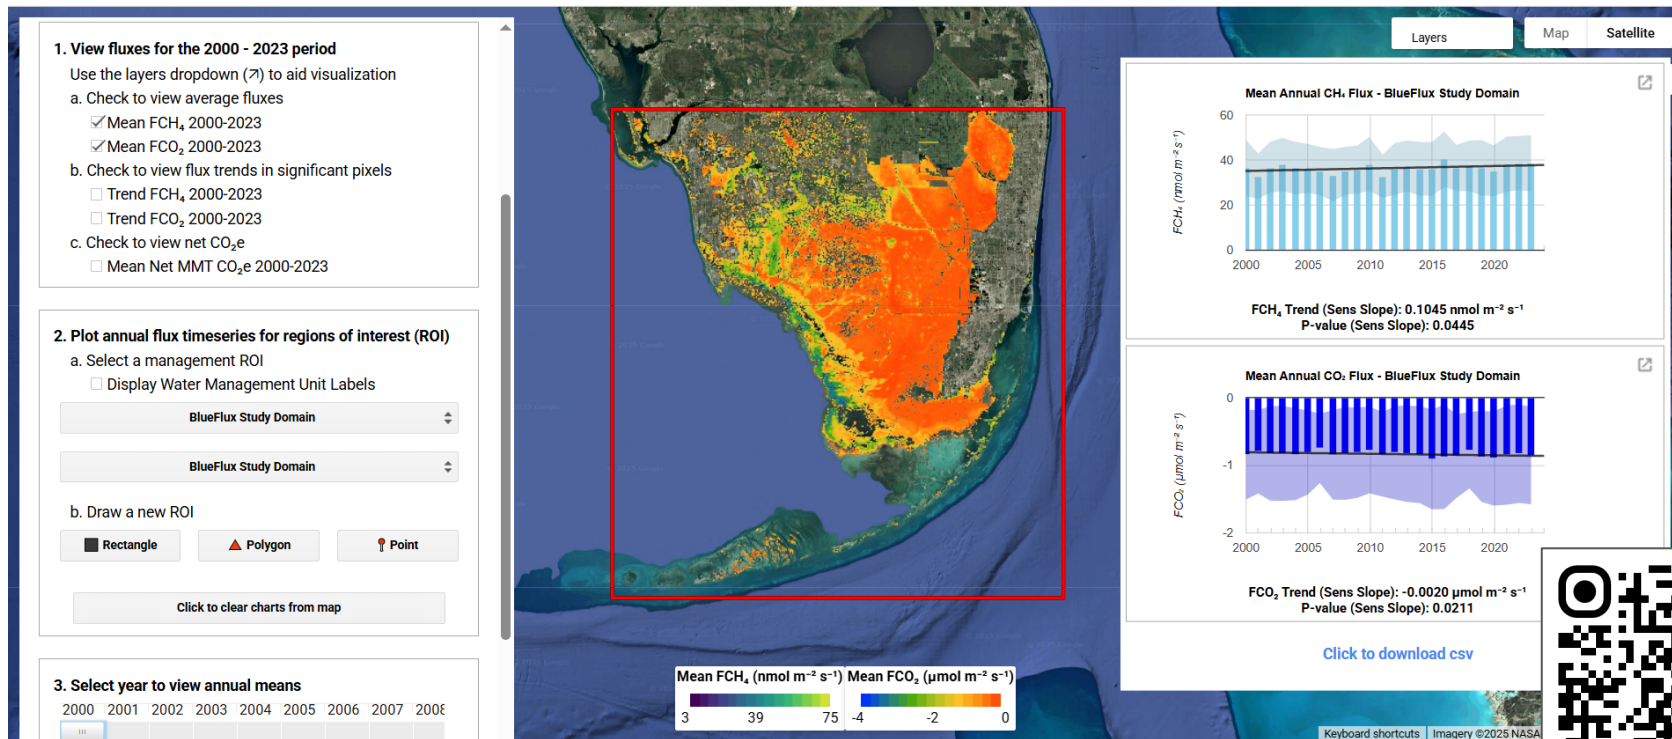 1. View fluxes for the 2000 - 2023 period
Use the layers dropdown (↗) to aid visualization
a. Check to view average fluxes
Mean FCH₄ 2000-2023
Mean FCO₂ 2000-2023
b. Check to view flux trends in significant pixels
Trend FCH₄ 2000-2023
Trend FCO₂ 2000-2023
c. Check to view net CO₂e
Mean Net MMT CO₂e 2000-2023
2. Plot annual flux timeseries for regions of interest (ROI)
a. Select a management ROI
Display Water Management Unit Labels
BlueFlux Study Domain
BlueFlux Study Domain
b. Draw a new ROI
Rectangle Polygon Point
Click to clear charts from map
3. Select year to view annual means
2000 2001 2002 2003 2004 2005 2006 2007 2008
Mean FCH₄ (nmol m⁻² s⁻¹)
3 39 75
Mean FCO₂ (µmol m⁻² s⁻¹)
-4 -2 0
Layers
Map Satellite
Mean Annual CH₄ Flux - BlueFlux Study Domain
FCH₄ (nmol m⁻² s⁻¹)
60
40
20
0
2000 2005 2010 2015 2020
FCH₄ Trend (Sens Slope): 0.1045 nmol m⁻² s⁻¹
P-value (Sens Slope): 0.0445
Mean Annual CO₂ Flux - BlueFlux Study Domain
FCO₂ (µmol m⁻² s⁻¹)
0
-1
-2
2000 2005 2010 2015 2020
FCO₂ Trend (Sens Slope): -0.0020 µmol m⁻² s⁻¹
P-value (Sens Slope): 0.0211
Click to download csv
Keyboard shortcuts Imagery ©2025 NASA